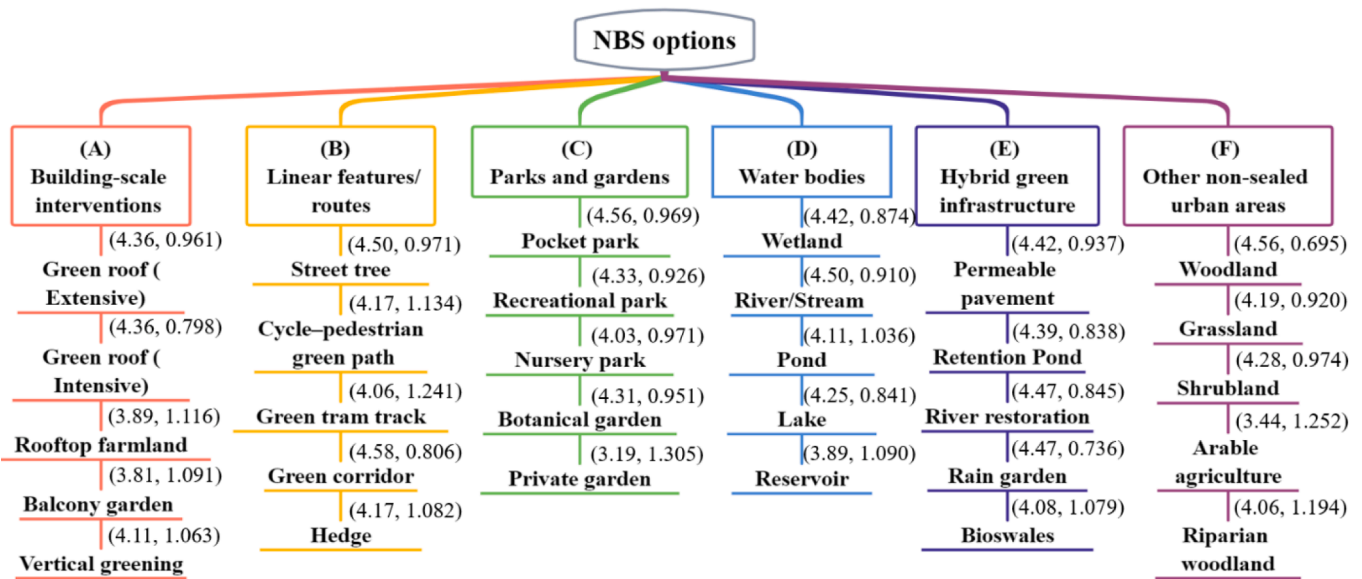 NBS options
(A)
Building-scale
interventions
(4.36, 0.961)
Green roof (
Extensive)
(4.36, 0.798)
Green roof (
Intensive)
(3.89, 1.116)
Rooftop farmland
(3.81, 1.091)
Balcony garden
(4.11, 1.063)
Vertical greening
(B)
Linear features/
routes
(4.50, 0.971)
Street tree
(4.17, 1.134)
Cycle–pedestrian
green path
(4.06, 1.241)
Green tram track
(4.58, 0.806)
Green corridor
(4.17, 1.082)
Hedge
(C)
Parks and gardens
(4.56, 0.969)
Pocket park
(4.33, 0.926)
Recreational park
(4.03, 0.971)
Nursery park
(4.31, 0.951)
Botanical garden
(3.19, 1.305)
Private garden
(D)
Water bodies
(4.42, 0.874)
Wetland
(4.50, 0.910)
River/Stream
(4.11, 1.036)
Pond
(4.25, 0.841)
Lake
(3.89, 1.090)
Reservoir
(E)
Hybrid green
infrastructure
(4.42, 0.937)
Permeable
pavement
(4.39, 0.838)
Retention Pond
(4.47, 0.845)
River restoration
(4.47, 0.736)
Rain garden
(4.08, 1.079)
Bioswales
(F)
Other non-sealed
urban areas
(4.56, 0.695)
Woodland
(4.19, 0.920)
Grassland
(4.28, 0.974)
Shrubland
(3.44, 1.252)
Arable
agriculture
(4.06, 1.194)
Riparian
woodland